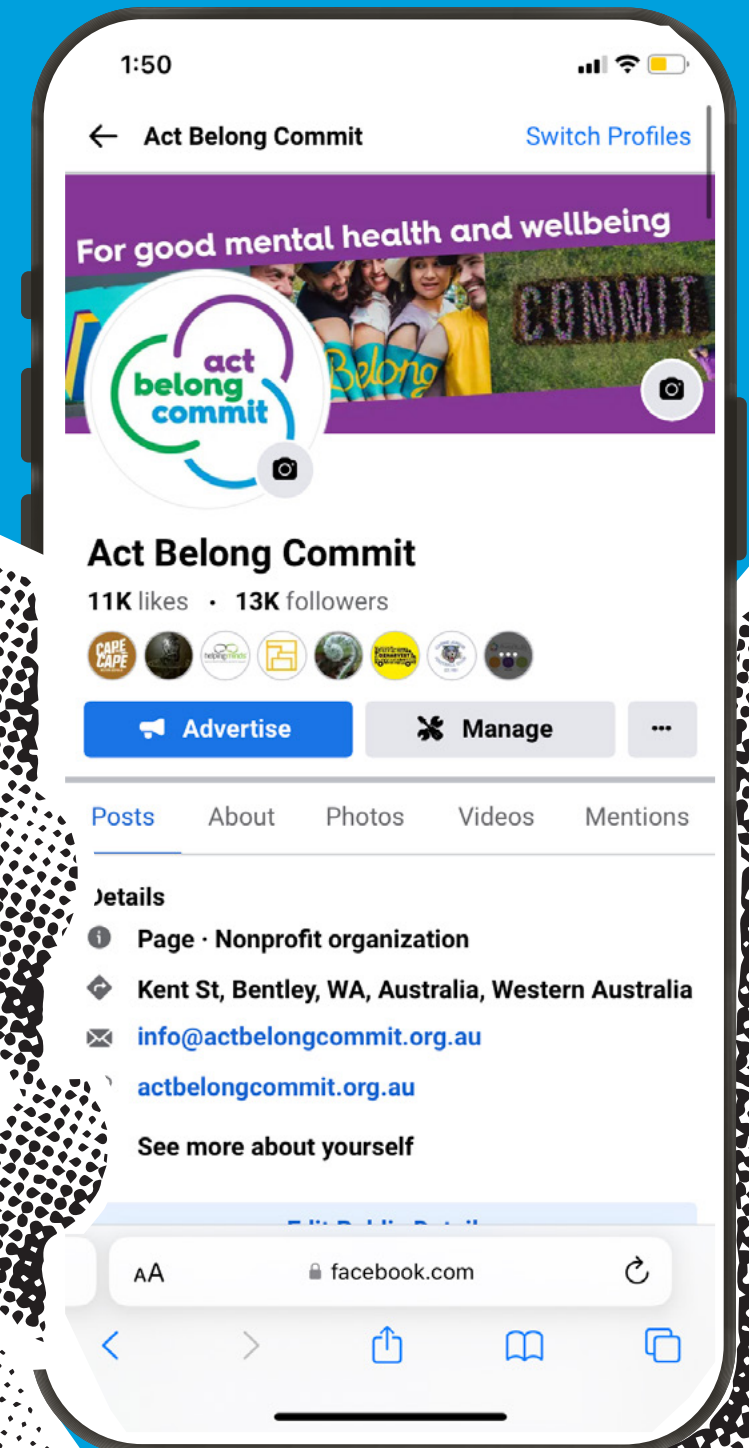 1:50
Act Belong Commit
Switch Profiles
For good mental health and wellbeing
Belong
COMMIT
act
belong
commit
Act Belong Commit
11K likes · 13K followers
CAPE
CAPE
helpingminds
Advertise
Manage
Posts
About
Photos
Videos
Mentions
Details
Page · Nonprofit organization
Kent St, Bentley, WA, Australia, Western Australia
info@actbelongcommit.org.au
actbelongcommit.org.au
See more about yourself
AA
facebook.com